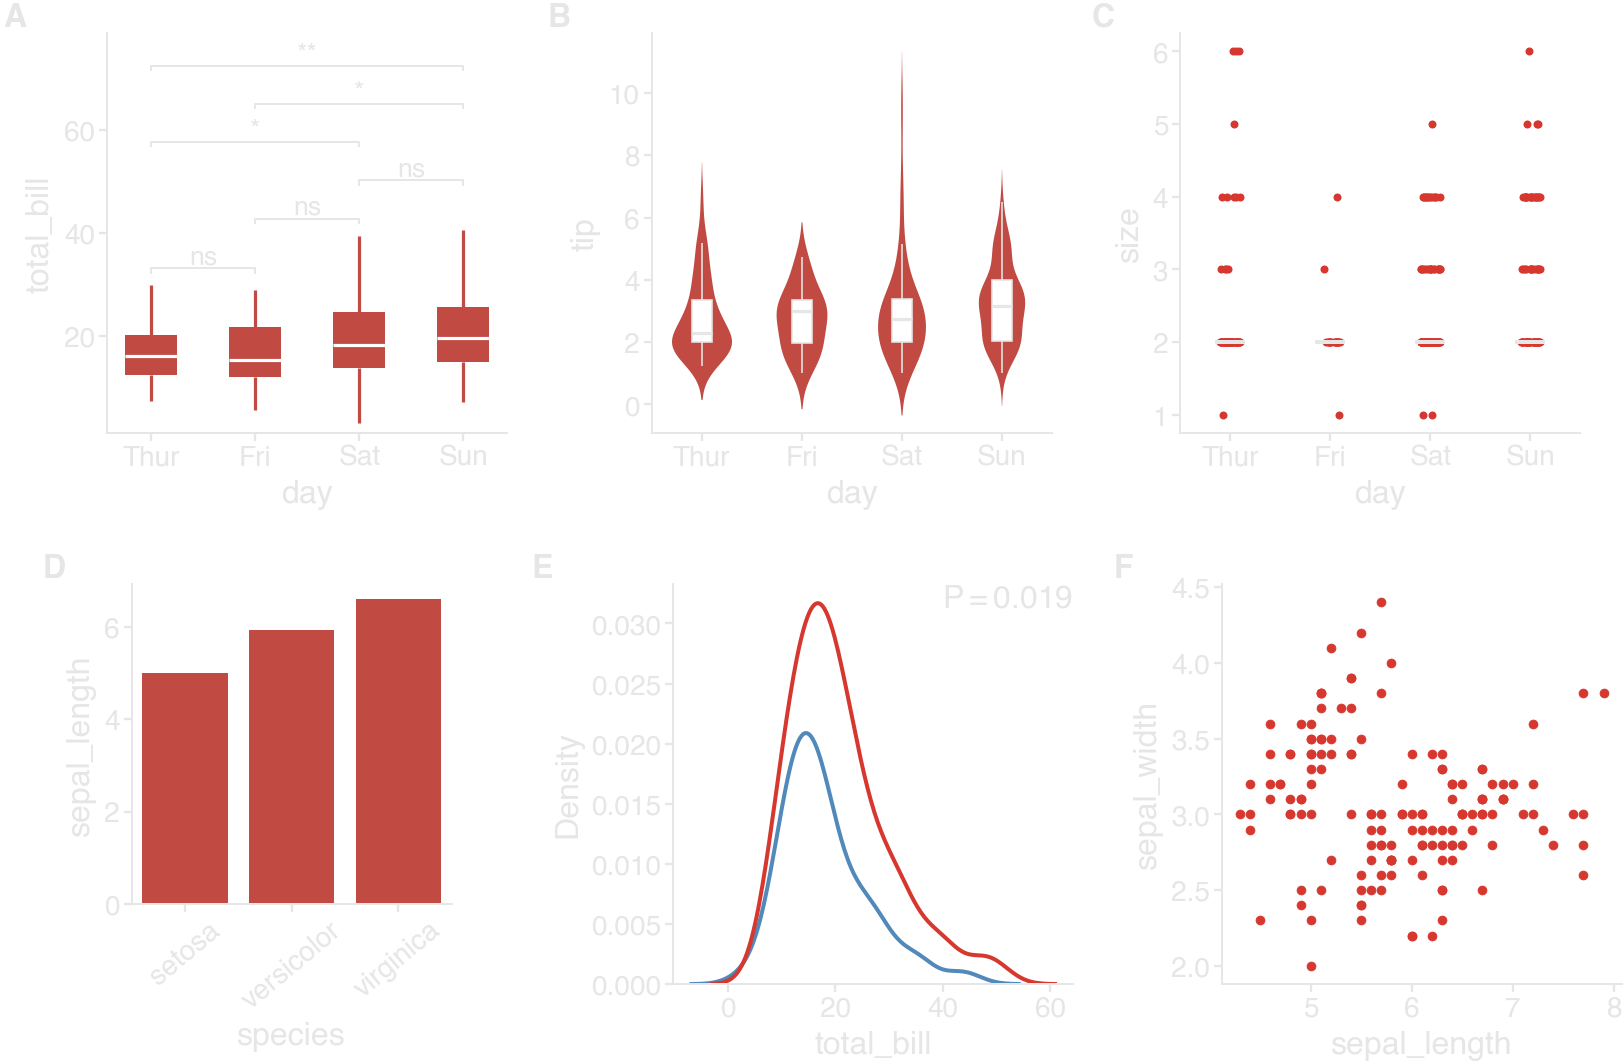 A
**
*
*
ns
ns
ns
60
40
20
total_bill
Thur Fri Sat Sun
day
B
10
8
6
4
2
0
tip
Thur Fri Sat Sun
day
C
6
5
4
3
2
1
size
Thur Fri Sat Sun
day
D
6
4
2
0
sepal_length
setosa versicolor virginica
species
E
P = 0.019
0.030
0.025
0.020
0.015
0.010
0.005
0.000
Density
0 20 40 60
total_bill
F
4.5
4.0
3.5
3.0
2.5
2.0
sepal_width
5 6 7 8
sepal_length